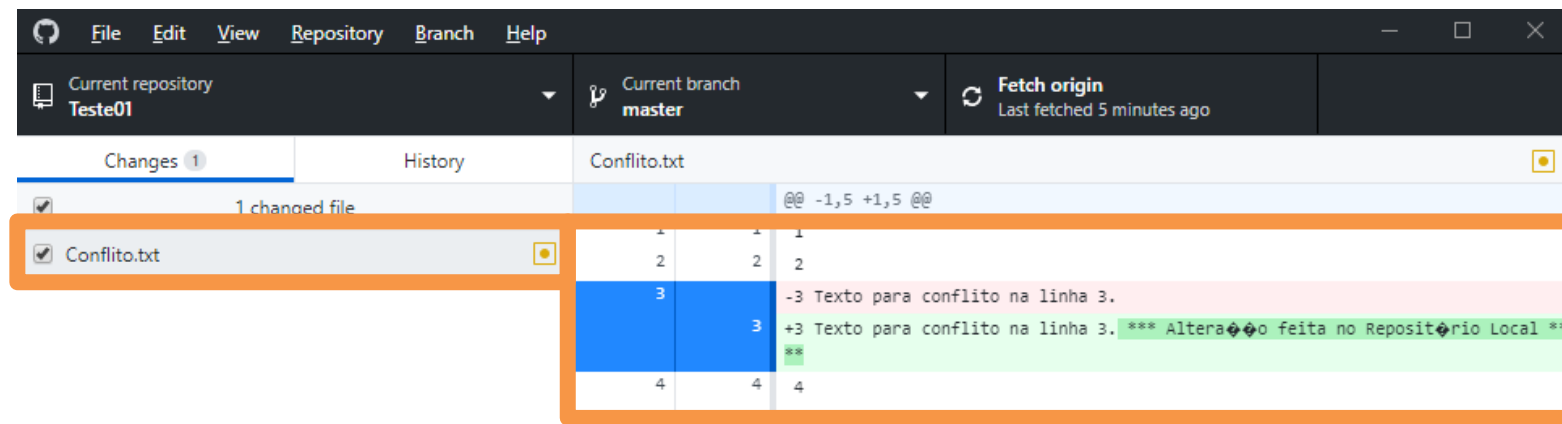 File Edit View Repository Branch Help
Current repository
Teste01
Current branch
master
Fetch origin
Last fetched 5 minutes ago
Changes 1
History
Conflito.txt
1 changed file
@@ -1,5 +1,5 @@
Conflito.txt
1 1 1
2 2 2
3 -3 Texto para conflito na linha 3.
3 +3 Texto para conflito na linha 3. *** Altera��o feita no Reposit�rio Local **
**
4 4 4